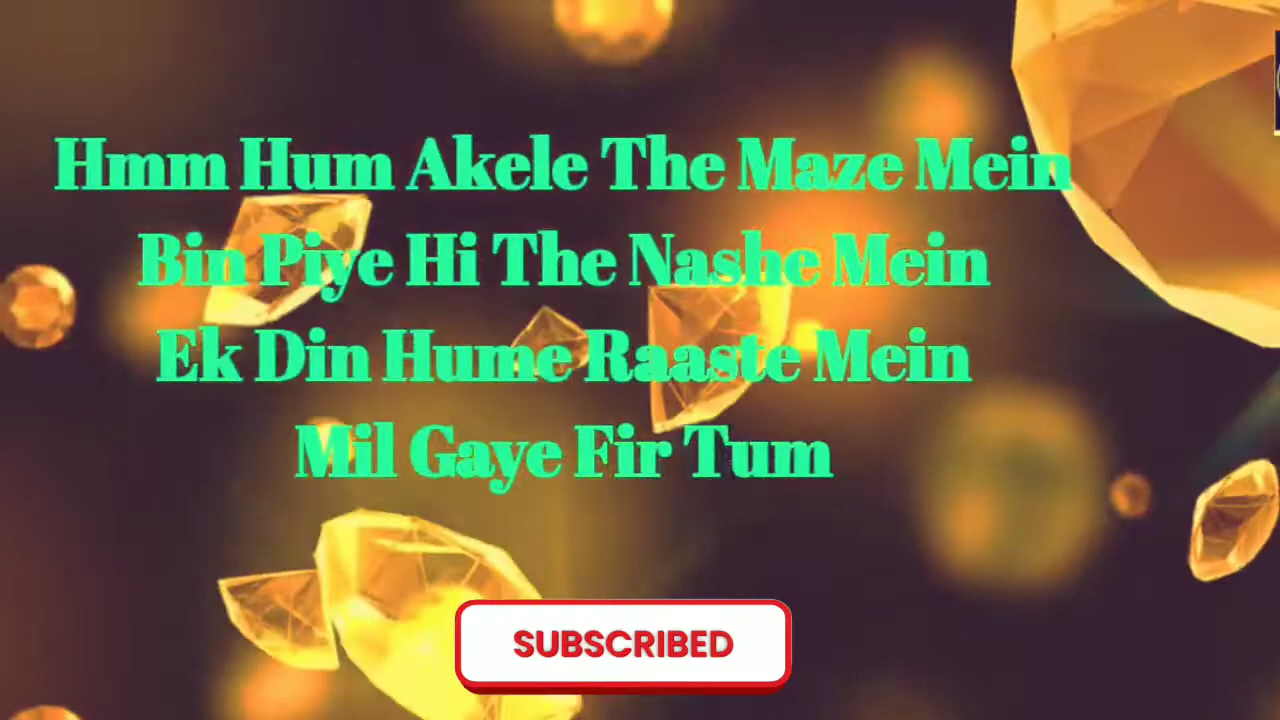 Hmm Hum Akele The Maze Mein
Bin Piye Hi The Nashe Mein
Ek Din Hume Raaste Mein
Mil Gaye Fir Tum
SUBSCRIBED